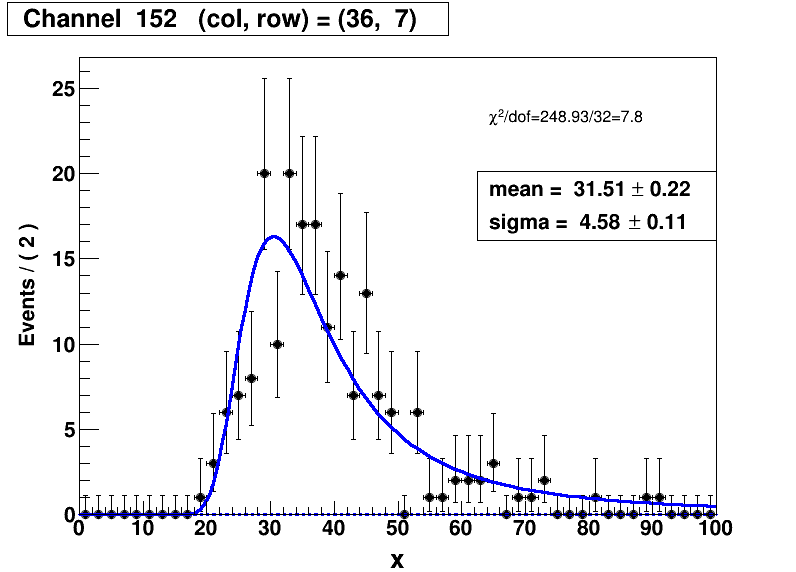 Channel 152 (col, row) = (36, 7)
χ²/dof=248.93/32=7.8
mean = 31.51 ± 0.22
sigma = 4.58 ± 0.11
Events / ( 2 )
25
20
15
10
5
0
0 10 20 30 40 50 60 70 80 90 100
x